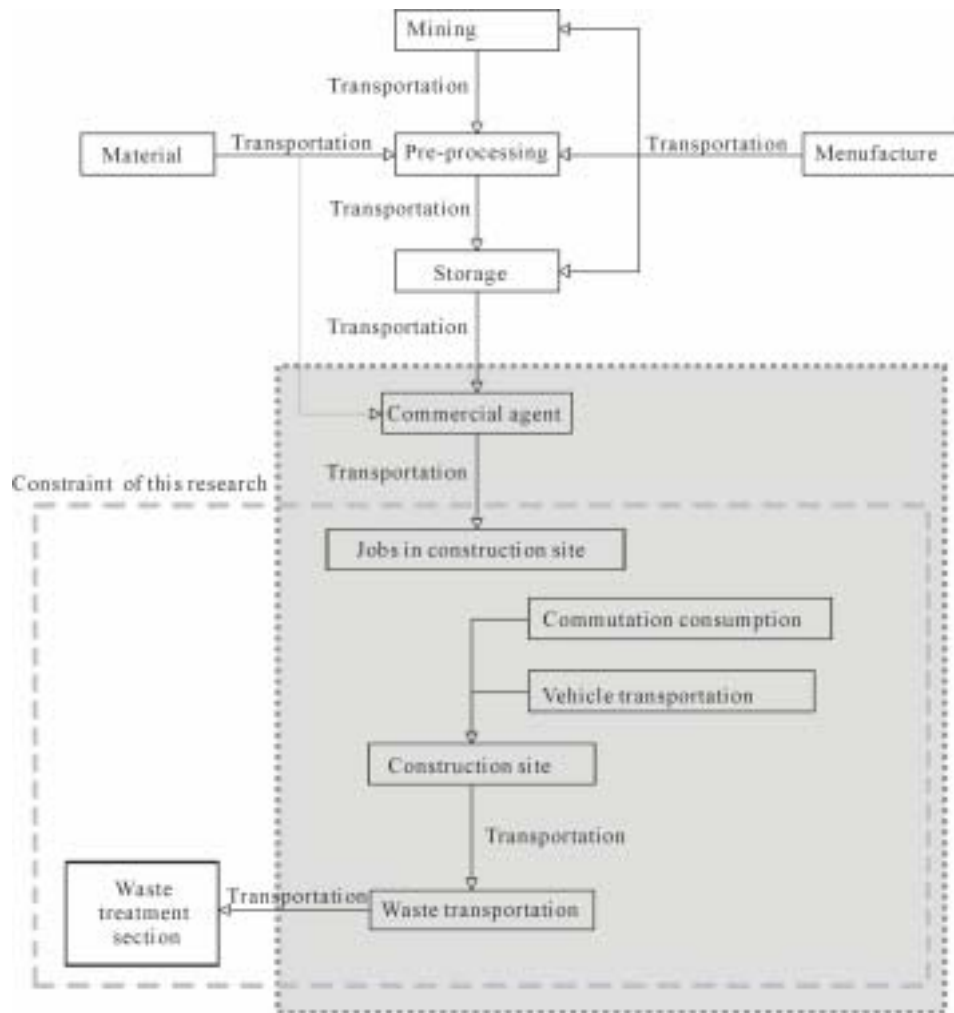 Mining
Transportation
Material
Transportation
Pre-processing
Transportation
Menufacture
Transportation
Storage
Transportation
Commercial agent
Transportation
Constraint of this research
Jobs in construction site
Commutation consumption
Vehicle transportation
Construction site
Transportation
Waste
treatment
section
Transportation
Waste transportation